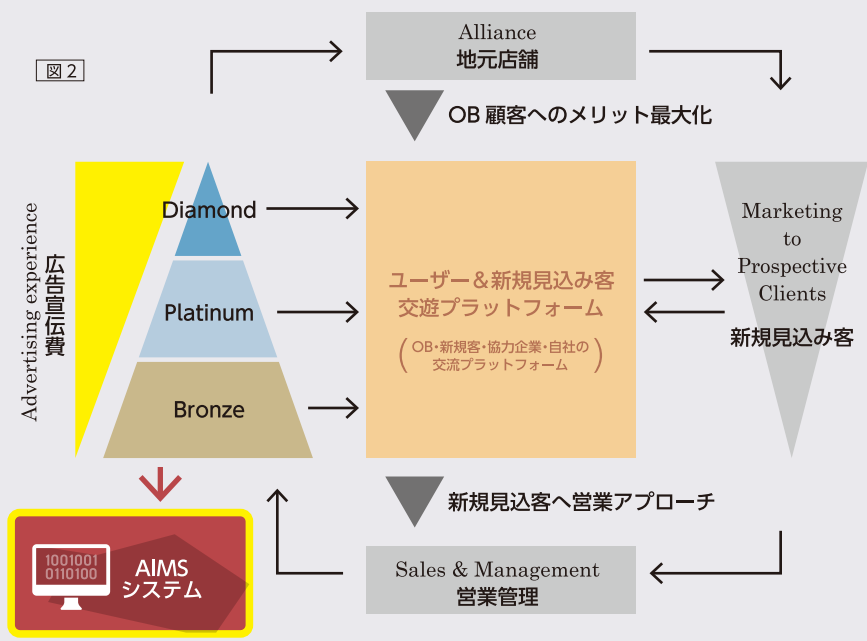 図2
Alliance
地元店舗
OB 顧客へのメリット最大化
Advertising experience
広告宣伝費
Diamond
Platinum
Bronze
ユーザー&新規見込み客
交遊プラットフォーム
(OB・新規客・協力企業・自社の
交流プラットフォーム)
Marketing
to
Prospective
Clients
新規見込み客
新規見込客へ営業アプローチ
Sales & Management
営業管理
1001001
0110100
AIMS
システム